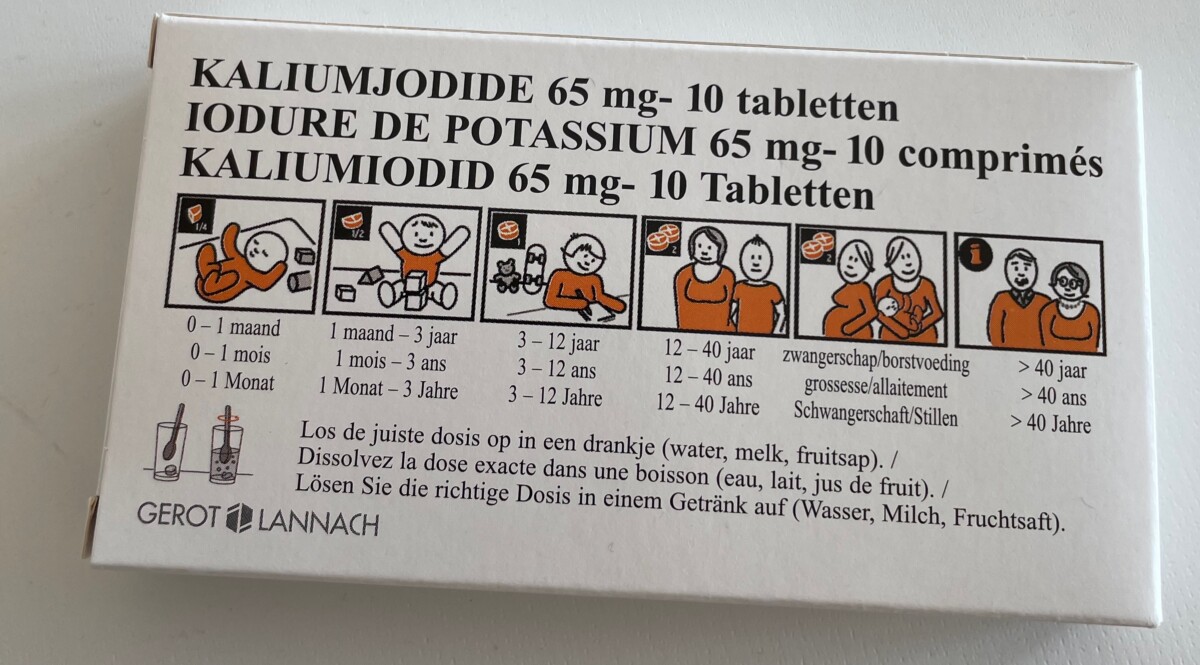 KALIUMJODIDE 65 mg- 10 tabletten
IODURE DE POTASSIUM 65 mg- 10 comprimés
KALIUMIODID 65 mg- 10 Tabletten
1/4
1/2
1
2
2
i
0 – 1 maand
0 – 1 mois
0 – 1 Monat
1 maand – 3 jaar
1 mois – 3 ans
1 Monat – 3 Jahre
3 – 12 jaar
3 – 12 ans
3 – 12 Jahre
12 – 40 jaar
12 – 40 ans
12 – 40 Jahre
zwangerschap/borstvoeding
grossesse/allaitement
Schwangerschaft/Stillen
> 40 jaar
> 40 ans
> 40 Jahre
Los de juiste dosis op in een drankje (water, melk, fruitsap). /
Dissolvez la dose exacte dans une boisson (eau, lait, jus de fruit). /
Lösen Sie die richtige Dosis in einem Getränk auf (Wasser, Milch, Fruchtsaft).
GEROT LANNACH